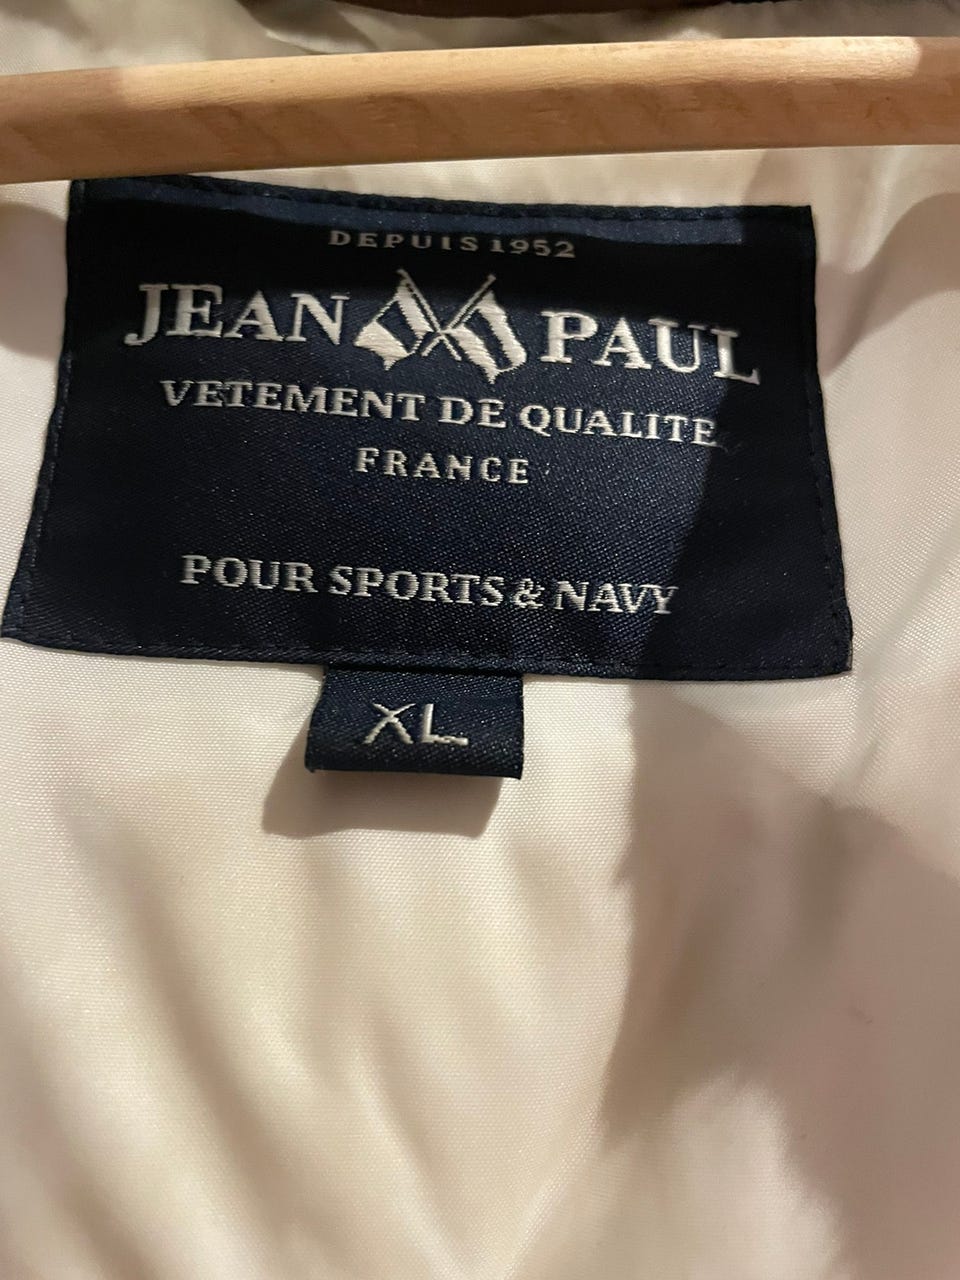 DEPUIS 1952
JEAN PAUL
VETEMENT DE QUALITE
FRANCE
POUR SPORTS & NAVY
XL